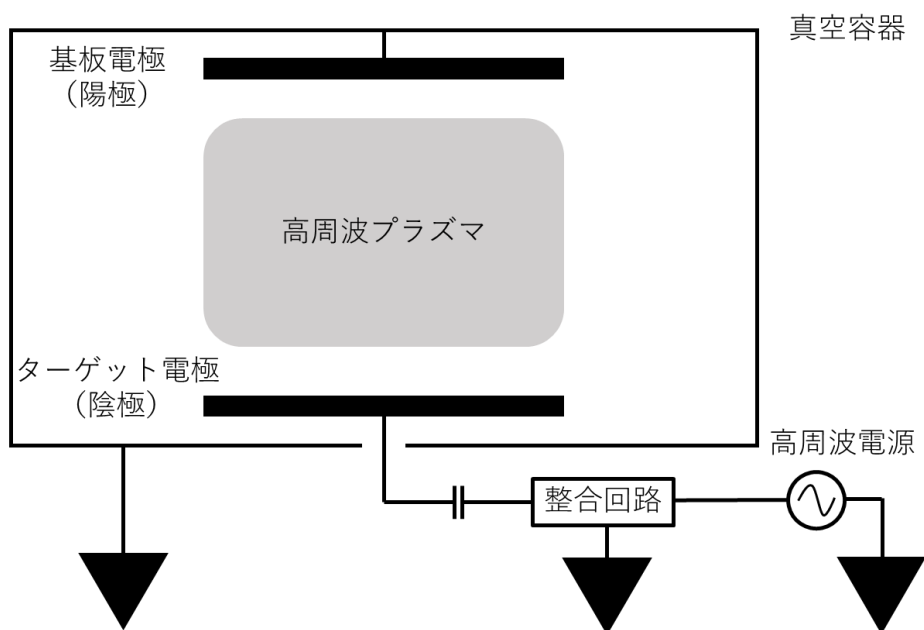 真空容器
基板電極
（陽極）
高周波プラズマ
ターゲット電極
（陰極）
高周波電源
整合回路